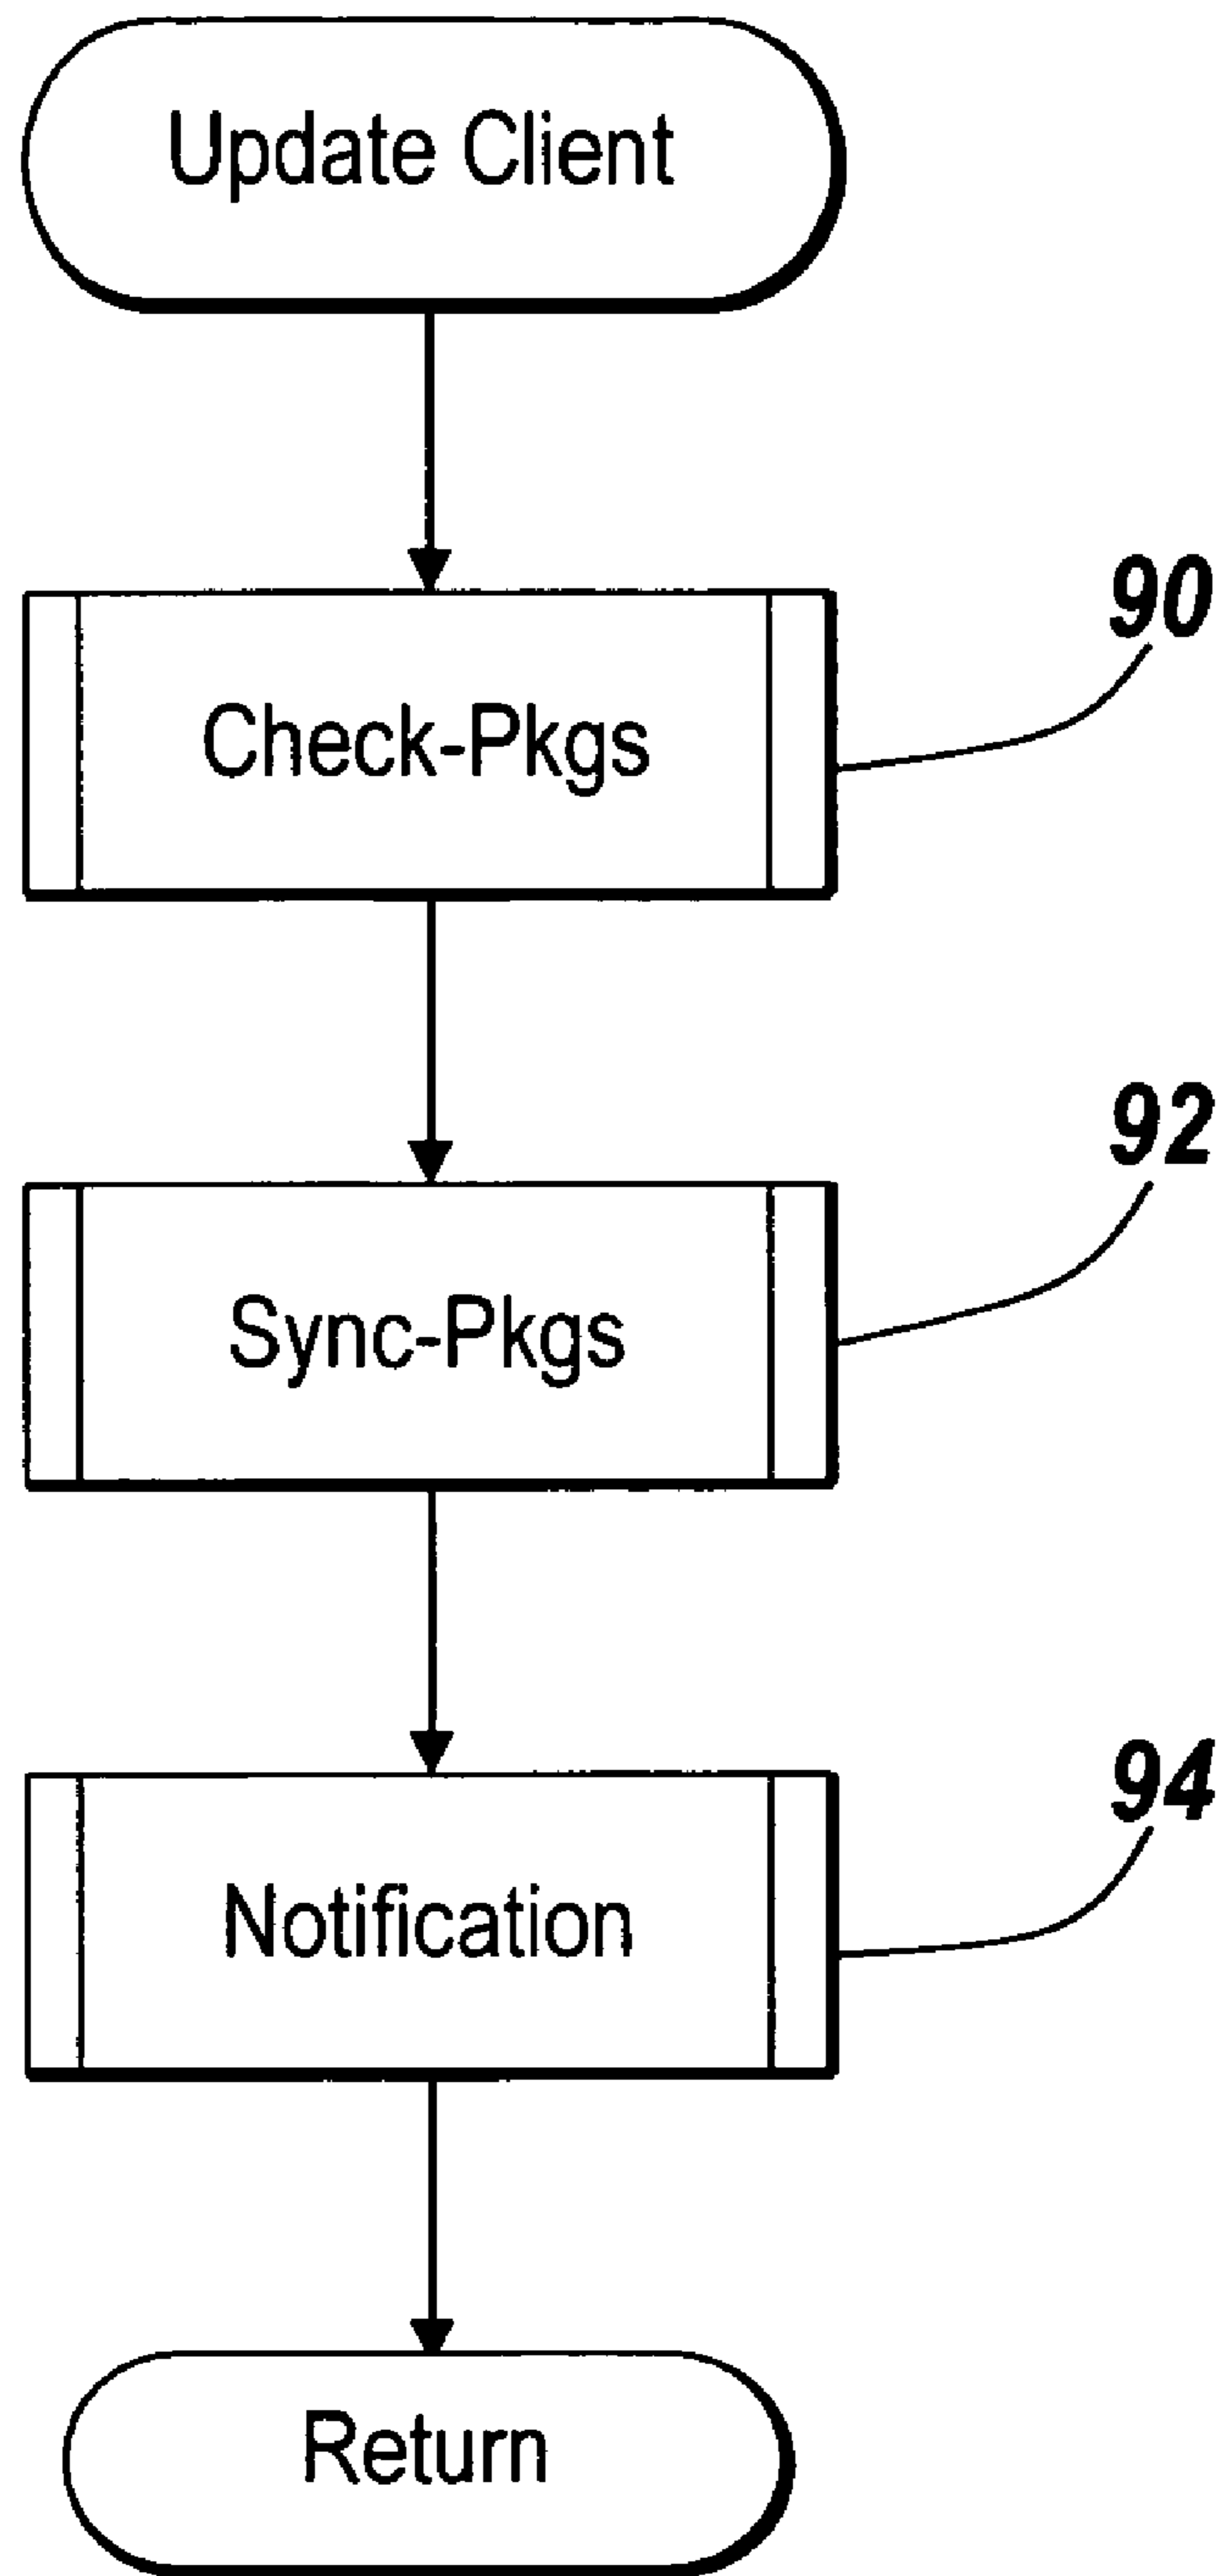 Update Client
90
Check-Pkgs
92
Sync-Pkgs
94
Notification
Return